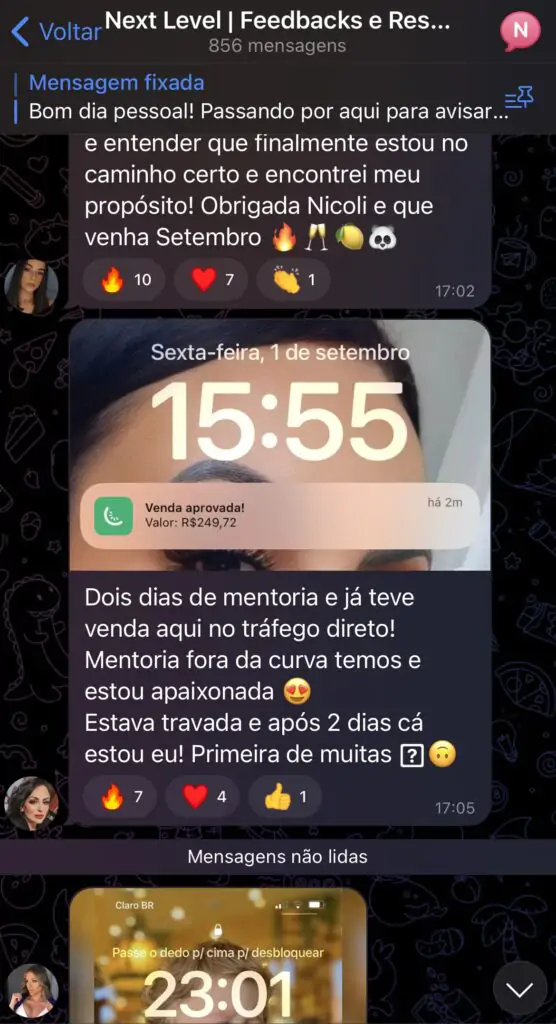 Voltar
Next Level | Feedbacks e Res...
856 mensagens
N
Mensagem fixada
Bom dia pessoal! Passando por aqui para avisar...
e entender que finalmente estou no
caminho certo e encontrei meu
propósito! Obrigada Nicoli e que
venha Setembro 🔥🥂🍋🐼
🔥 10 ❤️ 7 👏 1
17:02
Sexta-feira, 1 de setembro
15:55
Venda aprovada!
há 2m
Valor: R$249,72
Dois dias de mentoria e já teve
venda aqui no tráfego direto!
Mentoria fora da curva temos e
estou apaixonada 😍
Estava travada e após 2 dias cá
estou eu! Primeira de muitas ⍰🙃
🔥 7 ❤️ 4 👍 1
17:05
Mensagens não lidas
Claro BR
Passe o dedo p/ cima p/ desbloquear
23:01